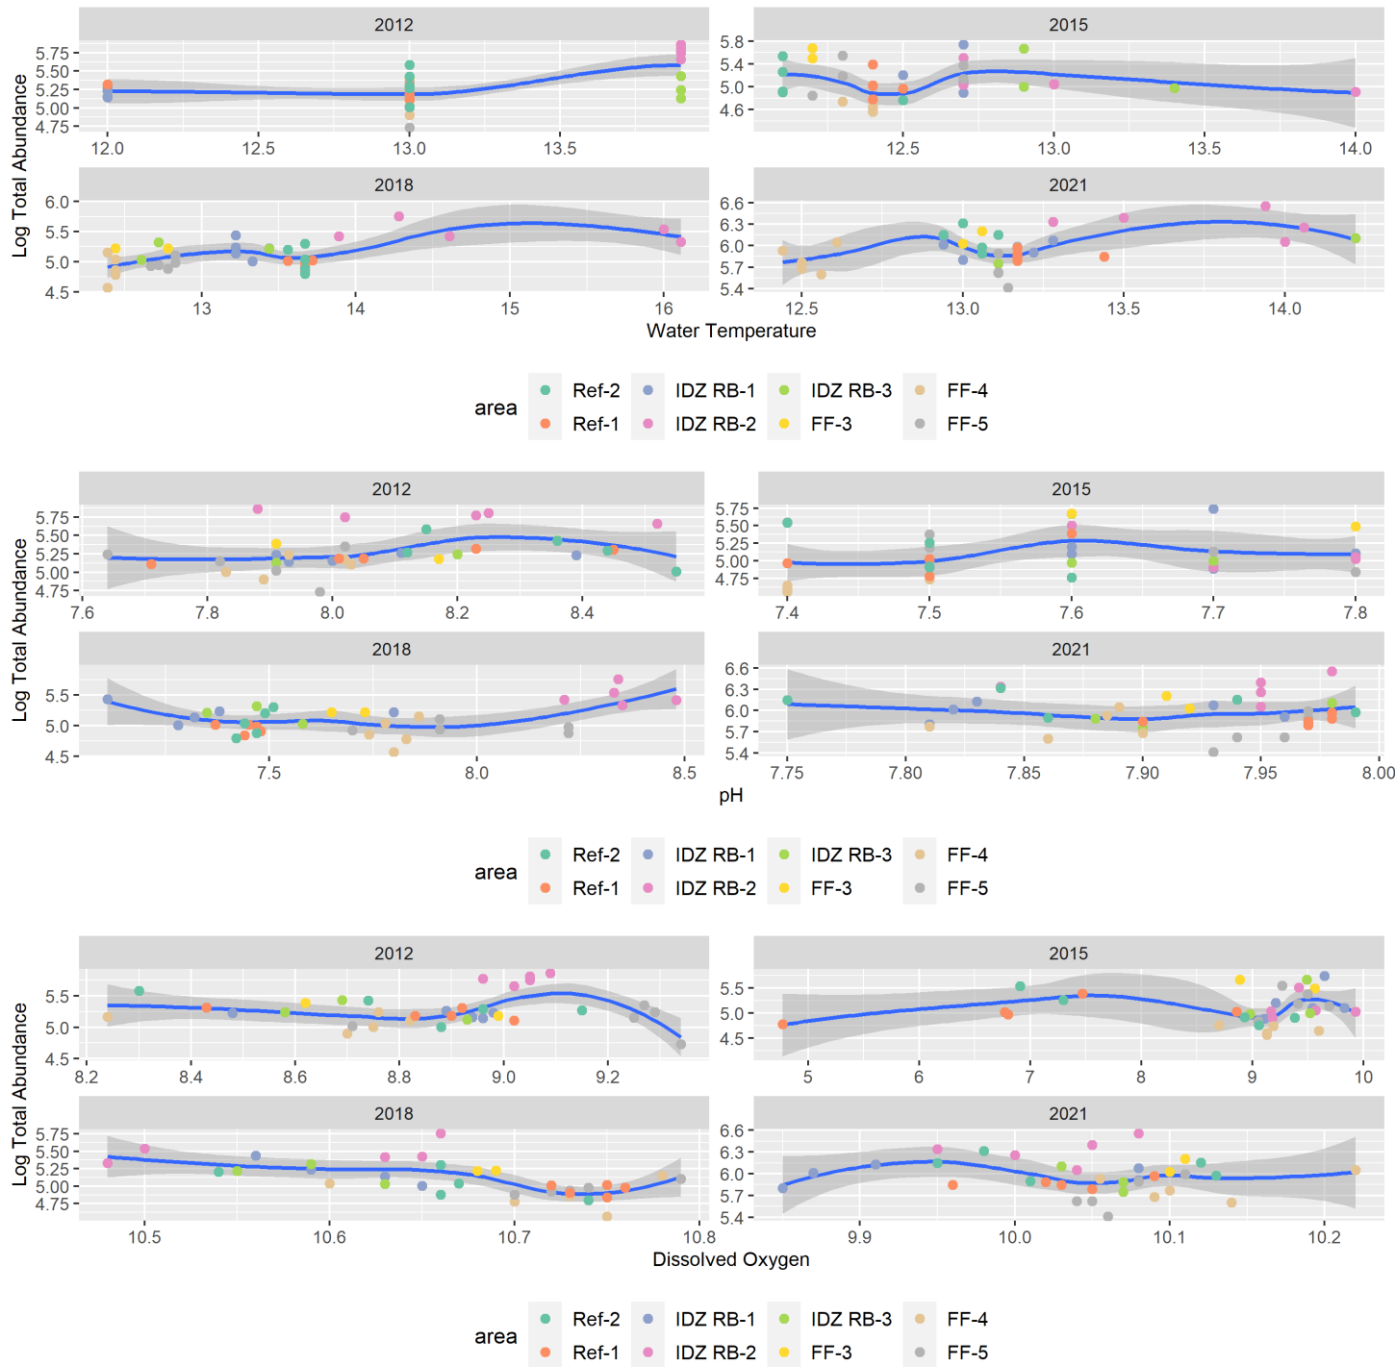 2012 2015
5.75 5.50 5.25 5.00 4.75
5.8 5.4 5.0 4.6
12.0 12.5 13.0 13.5
12.5 13.0 13.5 14.0
2018 2021
6.0 5.5 5.0 4.5
6.6 6.3 6.0 5.7 5.4
13 14 15 16
12.5 13.0 13.5 14.0
Log Total Abundance
Water Temperature
area
Ref-2 IDZ RB-1 IDZ RB-3 FF-4
Ref-1 IDZ RB-2 FF-3 FF-5
2012 2015
5.75 5.50 5.25 5.00 4.75
5.75 5.50 5.25 5.00 4.75
7.6 7.8 8.0 8.2 8.4
7.4 7.5 7.6 7.7 7.8
2018 2021
5.5 5.0 4.5
6.6 6.3 6.0 5.7 5.4
7.5 8.0 8.5
7.75 7.80 7.85 7.90 7.95 8.00
Log Total Abundance
pH
area
Ref-2 IDZ RB-1 IDZ RB-3 FF-4
Ref-1 IDZ RB-2 FF-3 FF-5
2012 2015
5.5 5.0 4.5
5.5 5.0 4.5
8.2 8.4 8.6 8.8 9.0 9.2
5 6 7 8 9 10
2018 2021
5.75 5.50 5.25 5.00 4.75
6.6 6.3 6.0 5.7 5.4
10.5 10.6 10.7 10.8
9.9 10.0 10.1 10.2
Log Total Abundance
Dissolved Oxygen
area
Ref-2 IDZ RB-1 IDZ RB-3 FF-4
Ref-1 IDZ RB-2 FF-3 FF-5